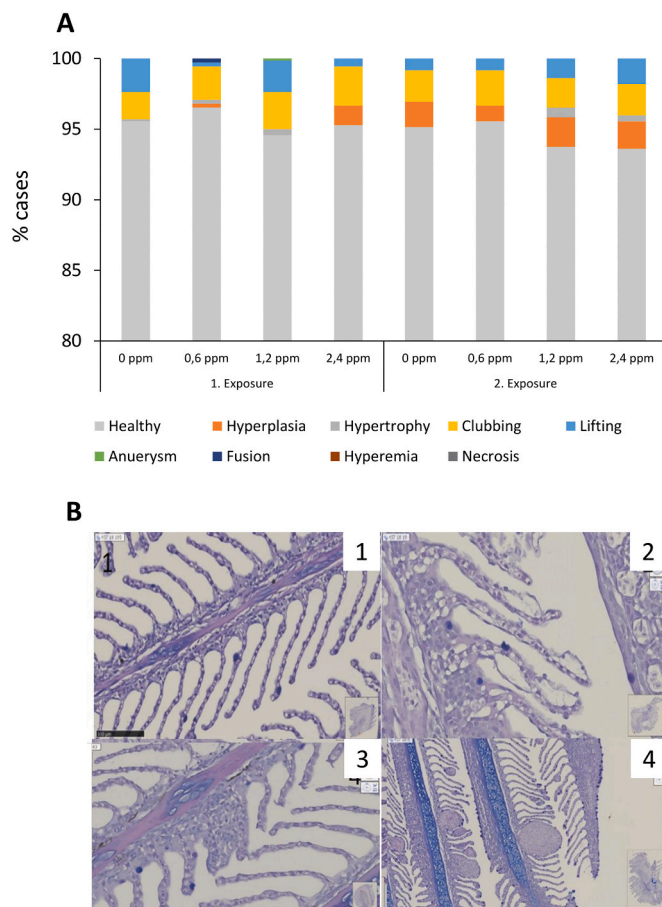 A
100
95
90
85
80
% cases
0 ppm 0,6 ppm 1,2 ppm 2,4 ppm 0 ppm 0,6 ppm 1,2 ppm 2,4 ppm
1. Exposure 2. Exposure
Healthy Hyperplasia Hypertrophy Clubbing Lifting
Anuerysm Fusion Hyperemia Necrosis
B
1 1 2
3 4